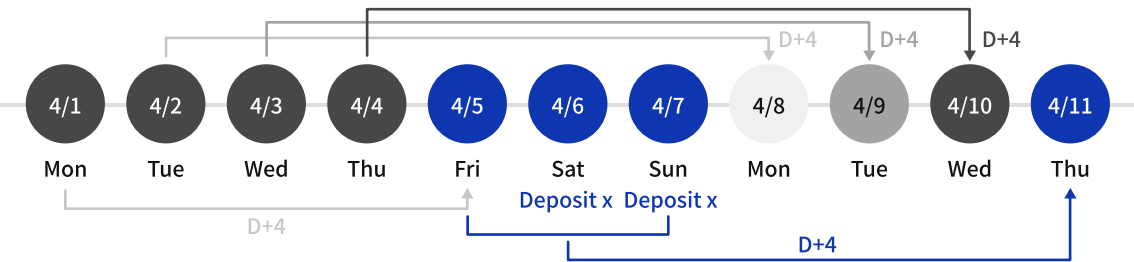 D+4 D+4 D+4
4/1 4/2 4/3 4/4 4/5 4/6 4/7 4/8 4/9 4/10 4/11
Mon Tue Wed Thu Fri Sat Sun Mon Tue Wed Thu
Deposit x Deposit x
D+4
D+4